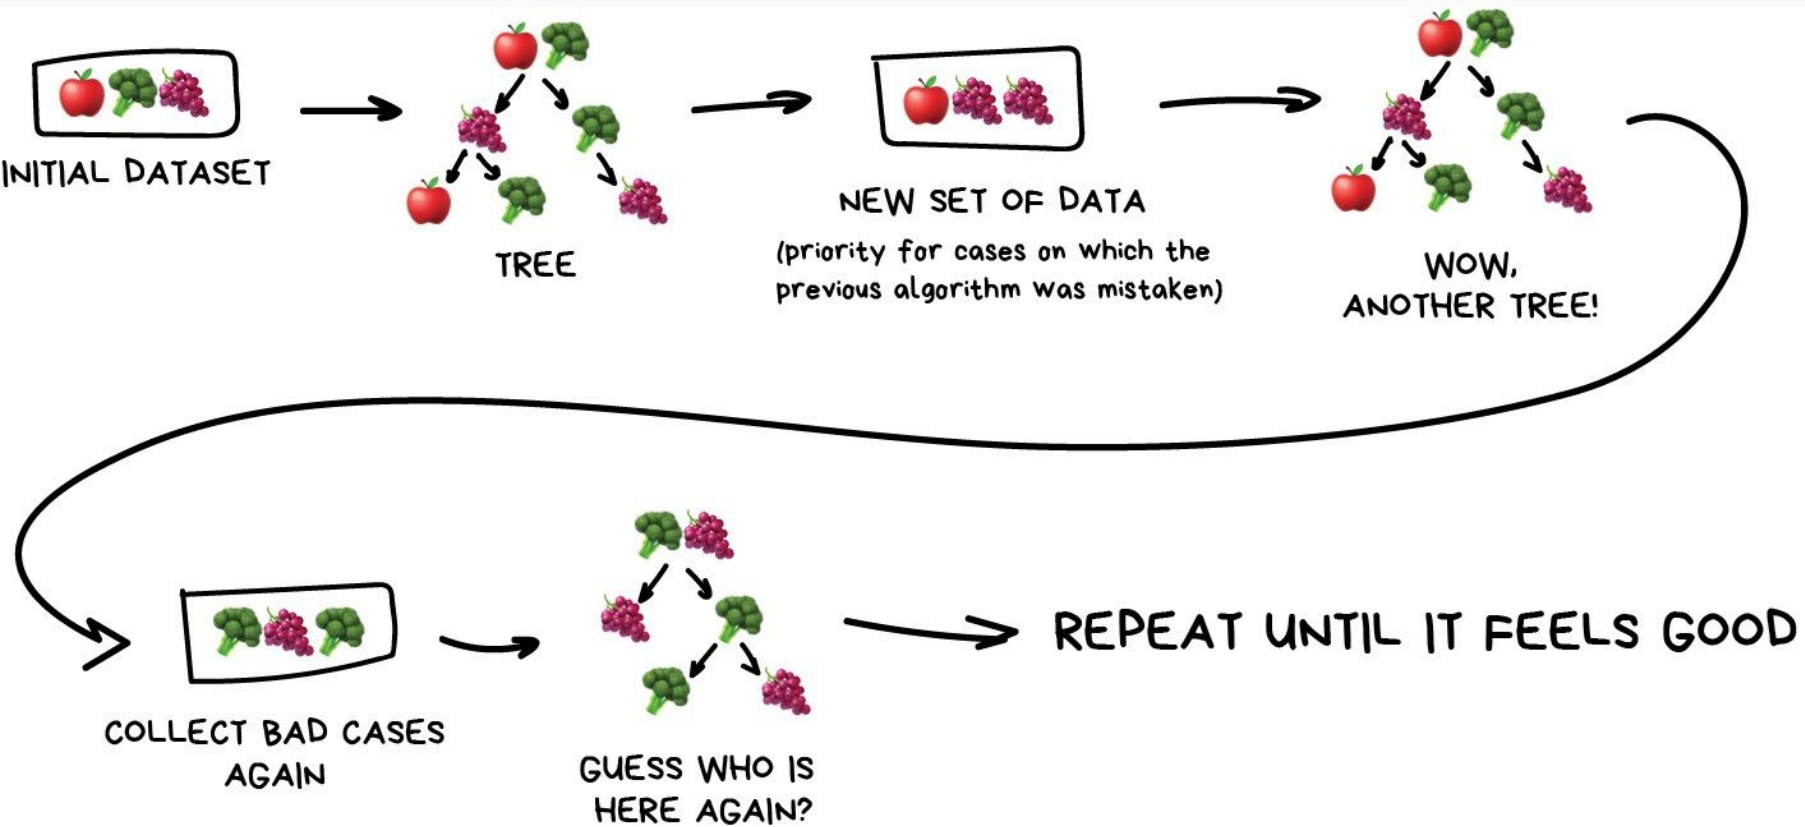 INITIAL DATASET
TREE
NEW SET OF DATA
(priority for cases on which the
previous algorithm was mistaken)
WOW,
ANOTHER TREE!
COLLECT BAD CASES
AGAIN
GUESS WHO IS
HERE AGAIN?
REPEAT UNTIL IT FEELS GOOD